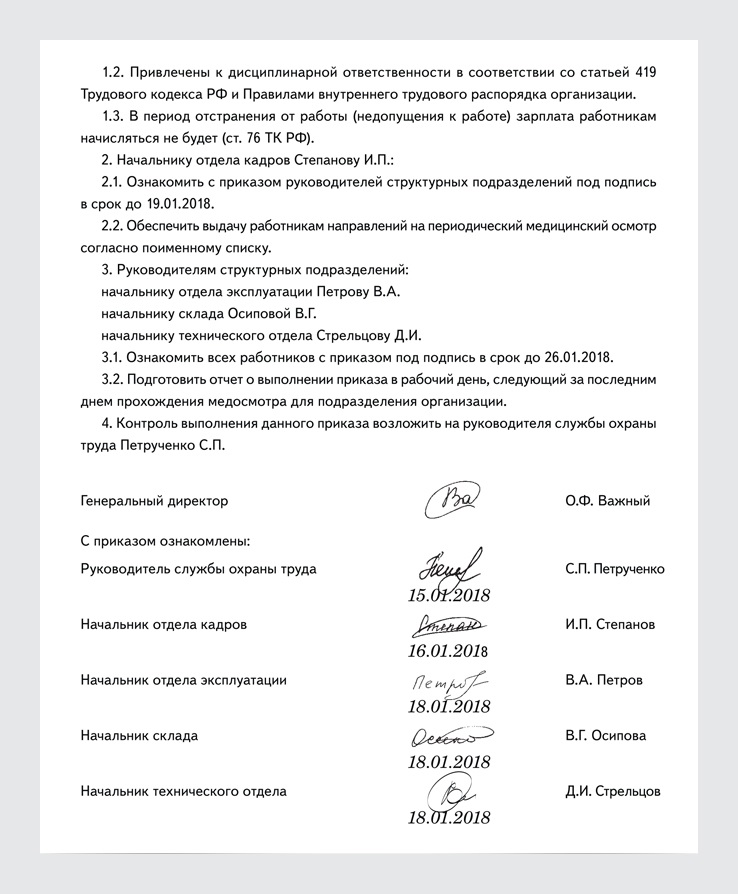 1.2. Привлечены к дисциплинарной ответственности в соответствии со статьей 419
Трудового кодекса РФ и Правилами внутреннего трудового распорядка организации.
1.3. В период отстранения от работы (недопущения к работе) зарплата работникам
начисляться не будет (ст. 76 ТК РФ).
2. Начальнику отдела кадров Степанову И.П.:
2.1. Ознакомить с приказом руководителей структурных подразделений под подпись
в срок до 19.01.2018.
2.2. Обеспечить выдачу работникам направлений на периодический медицинский осмотр
согласно поименному списку.
3. Руководителям структурных подразделений:
начальнику отдела эксплуатации Петрову В.А.
начальнику склада Осиповой В.Г.
начальнику технического отдела Стрельцову Д.И.
3.1. Ознакомить всех работников с приказом под подпись в срок до 26.01.2018.
3.2. Подготовить отчет о выполнении приказа в рабочий день, следующий за последним
днем прохождения медосмотра для подразделения организации.
4. Контроль выполнения данного приказа возложить на руководителя службы охраны
труда Петрученко С.П.
Генеральный директор Ва О.Ф. Важный
С приказом ознакомлены:
Руководитель службы охраны труда С.П. Петрученко
15.01.2018
Начальник отдела кадров Степан И.П. Степанов
16.01.2018
Начальник отдела эксплуатации Петров В.А. Петров
18.01.2018
Начальник склада В.Г. Осипова
18.01.2018
Начальник технического отдела Д.И. Стрельцов
18.01.2018